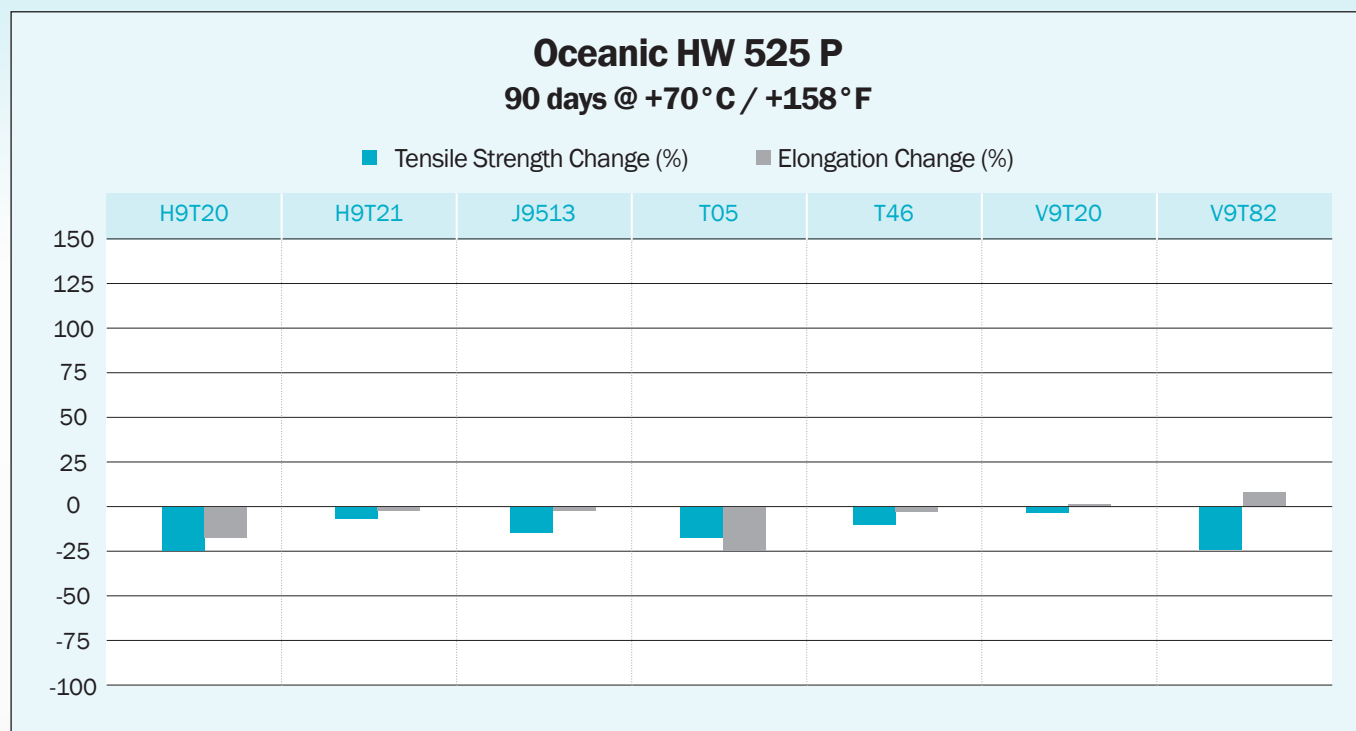 Oceanic HW 525 P
90 days @ +70°C / +158°F
Tensile Strength Change (%) Elongation Change (%)
H9T20 H9T21 J9513 T05 T46 V9T20 V9T82
150
125
100
75
50
25
0
-25
-50
-75
-100